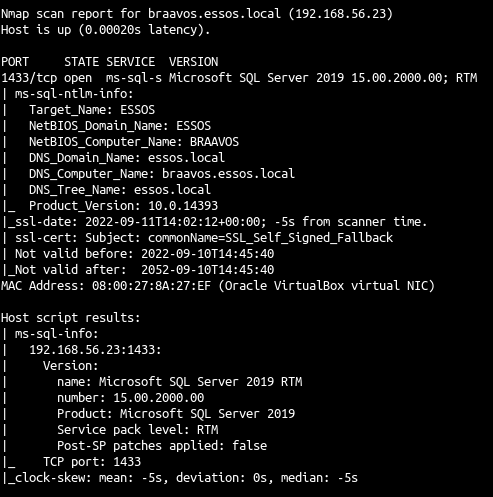 Nmap scan report for braavos.essos.local (192.168.56.23)
Host is up (0.00020s latency).
PORT     STATE SERVICE  VERSION
1433/tcp open  ms-sql-s Microsoft SQL Server 2019 15.00.2000.00; RTM
| ms-sql-ntlm-info:
|   Target_Name: ESSOS
|   NetBIOS_Domain_Name: ESSOS
|   NetBIOS_Computer_Name: BRAAVOS
|   DNS_Domain_Name: essos.local
|   DNS_Computer_Name: braavos.essos.local
|   DNS_Tree_Name: essos.local
|_  Product_Version: 10.0.14393
|_ssl-date: 2022-09-11T14:02:12+00:00; -5s from scanner time.
| ssl-cert: Subject: commonName=SSL_Self_Signed_Fallback
| Not valid before: 2022-09-10T14:45:40
|_Not valid after:  2052-09-10T14:45:40
MAC Address: 08:00:27:8A:27:EF (Oracle VirtualBox virtual NIC)
Host script results:
| ms-sql-info:
|   192.168.56.23:1433:
|     Version:
|       name: Microsoft SQL Server 2019 RTM
|       number: 15.00.2000.00
|       Product: Microsoft SQL Server 2019
|       Service pack level: RTM
|       Post-SP patches applied: false
|_    TCP port: 1433
|_clock-skew: mean: -5s, deviation: 0s, median: -5s